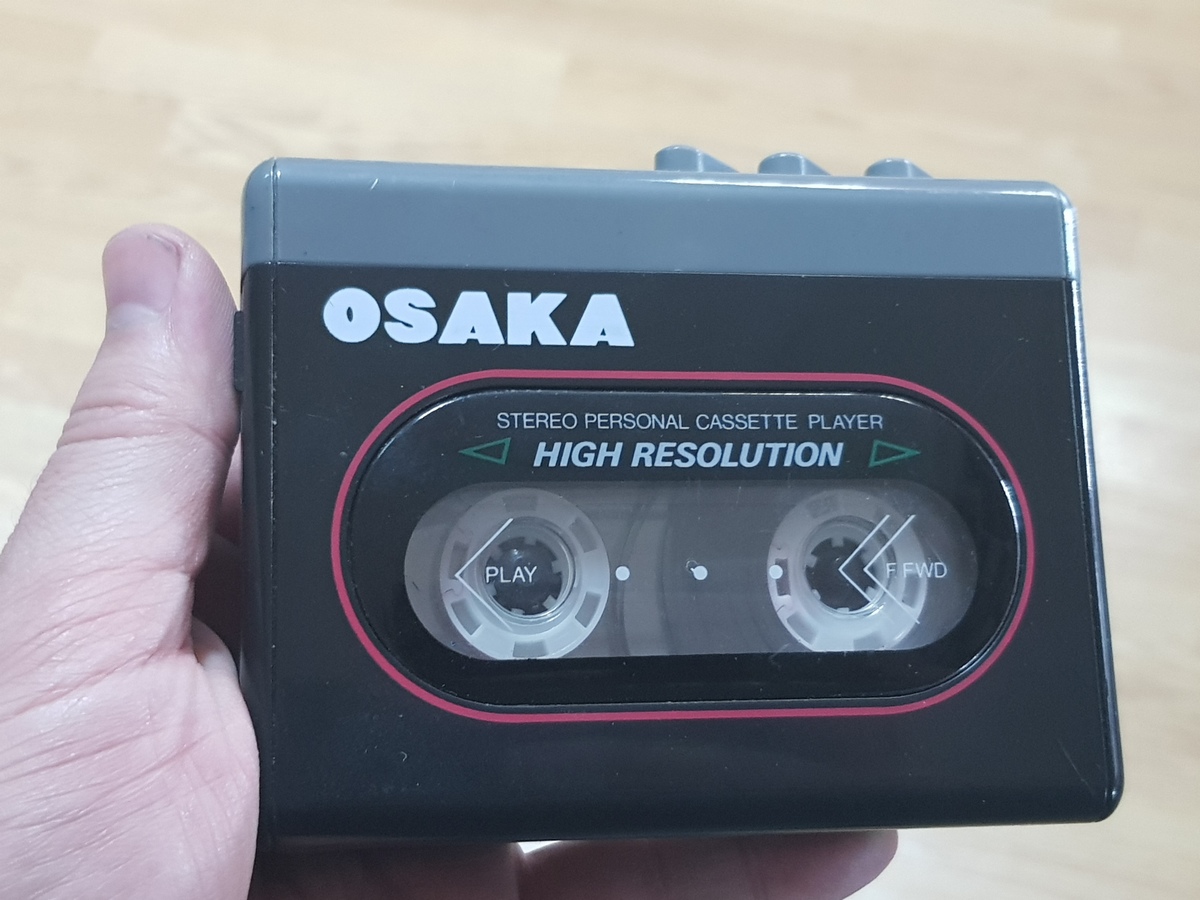 OSAKA
STEREO PERSONAL CASSETTE PLAYER
HIGH RESOLUTION
PLAY
F FWD